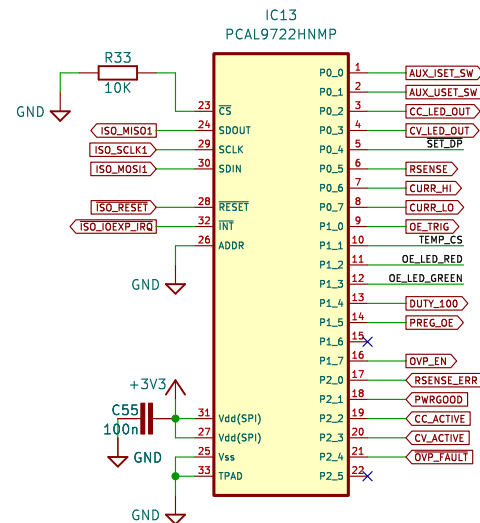 IC13
PCAL9722HNMP
R33
10K
GND
23 CS
24 SDOUT
29 SCLK
30 SDIN
28 RESET
32 INT
26 ADDR
31 Vdd(SPI)
27 Vdd(SPI)
25 Vss
33 TPAD
ISO_MISO1
ISO_SCLK1
ISO_MOSI1
ISO_RESET
ISO_IOEXP_IRQ
GND
+3V3
C55
100n
GND
GND
P0_0 1 AUX_ISET_SW
P0_1 2 AUX_USET_SW
P0_2 3 CC_LED_OUT
P0_3 4 CV_LED_OUT
P0_4 5 SET_DP
P0_5 6 RSENSE
P0_6 7 CURR_HI
P0_7 8 CURR_LO
P1_0 9 OE_TRIG
P1_1 10 TEMP_CS
P1_2 11 OE_LED_RED
P1_3 12 OE_LED_GREEN
P1_4 13 DUTY_100
P1_5 14 PREG_OE
P1_6 15
P1_7 16 OVP_EN
P2_0 17 RSENSE_ERR
P2_1 18 PWRGOOD
P2_2 19 CC_ACTIVE
P2_3 20 CV_ACTIVE
P2_4 21 OVP_FAULT
P2_5 22